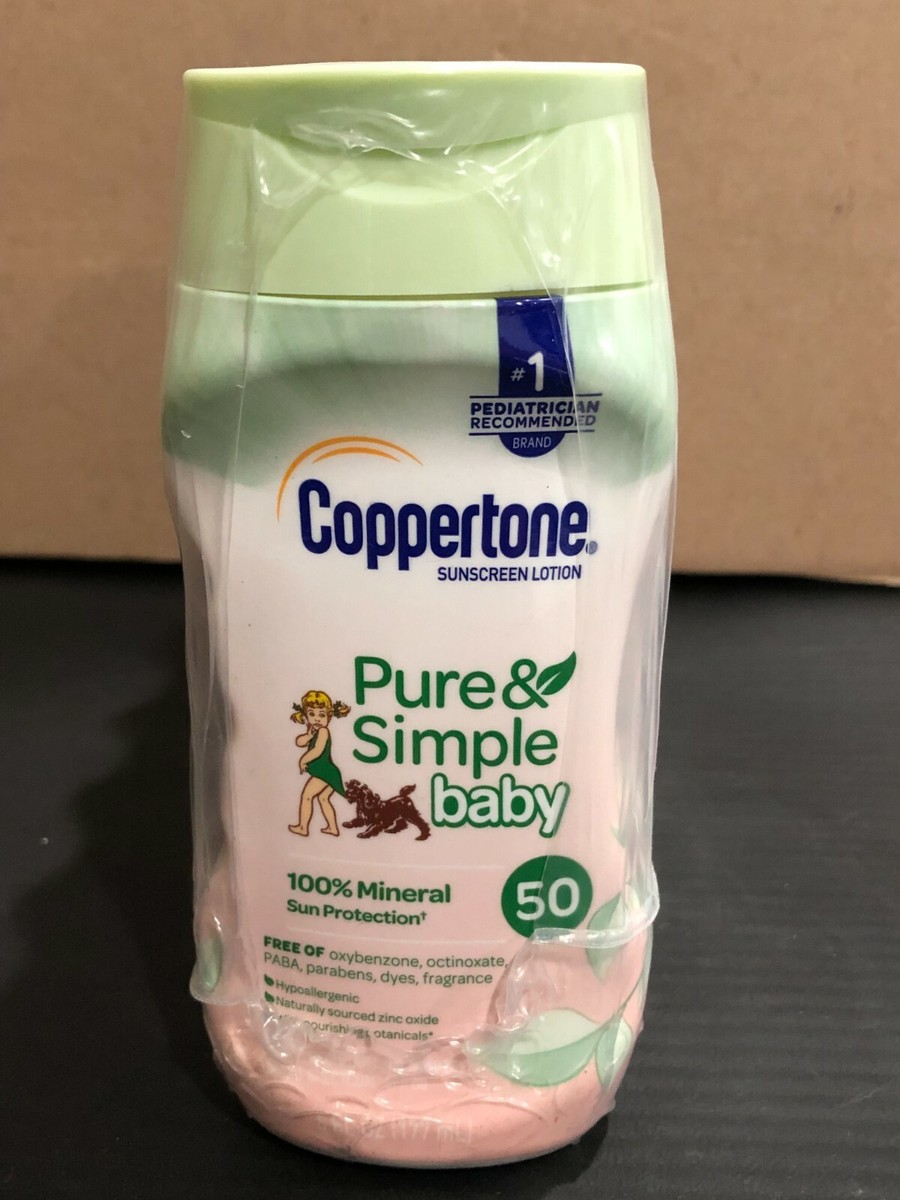 #1
PEDIATRICIAN
RECOMMENDED
BRAND
Coppertone®
SUNSCREEN LOTION
Pure &
Simple
baby
100% Mineral
Sun Protection†
50
FREE OF oxybenzone, octinoxate,
PABA, parabens, dyes, fragrance
Hypoallergenic
Naturally sourced zinc oxide